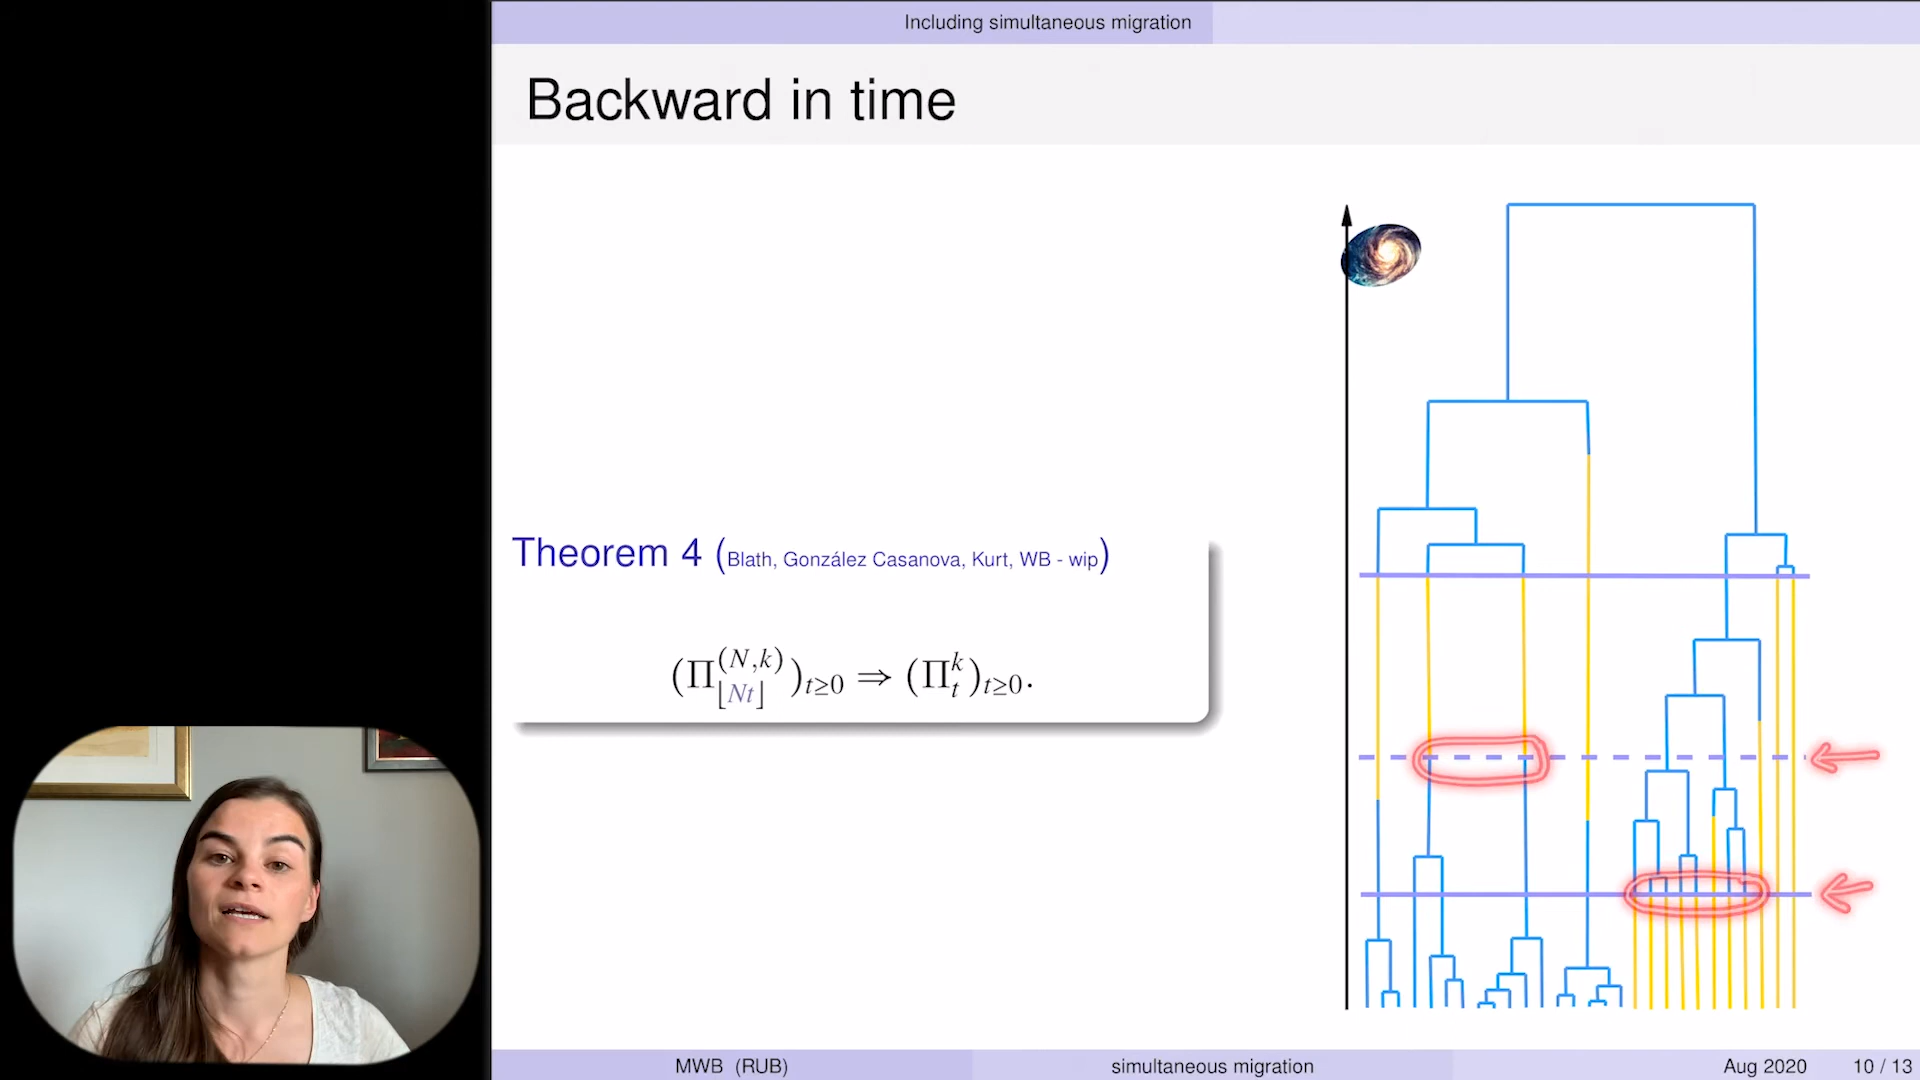 Including simultaneous migration
Backward in time
Theorem 4 (Blath, González Casanova, Kurt, WB - wip)
(Π^{(N,k)}_{⌊Nt⌋})_{t≥0} ⇒ (Π^k_t)_{t≥0}.
MWB (RUB) simultaneous migration Aug 2020 10 / 13